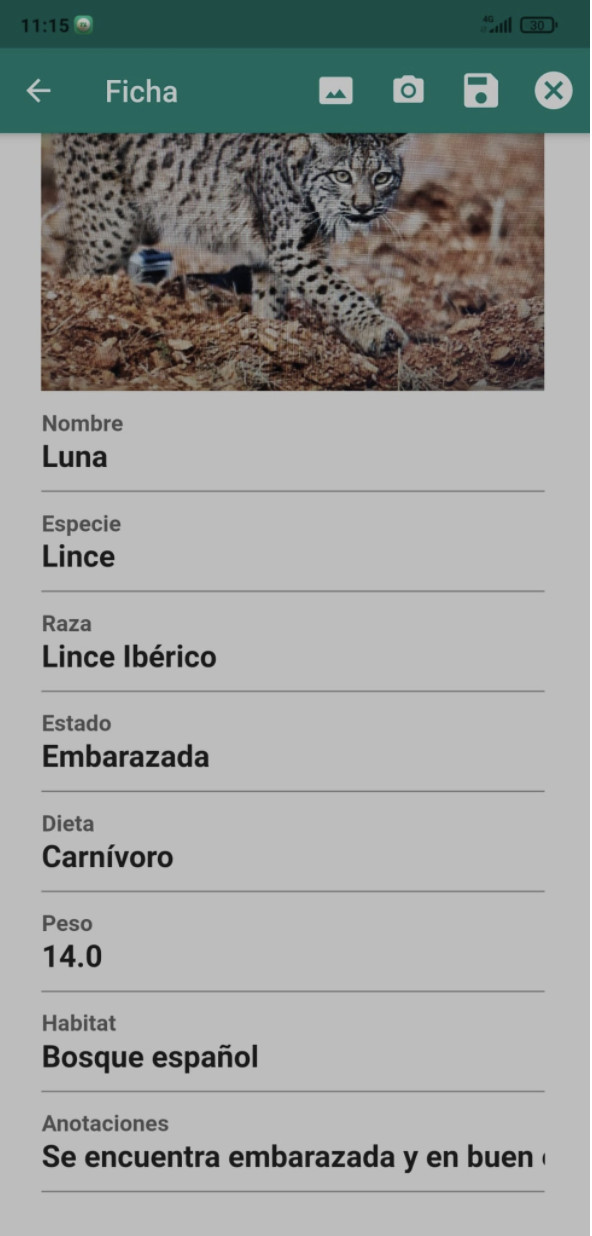 11:15
4G
30
Ficha
Nombre
Luna
Especie
Lince
Raza
Lince Ibérico
Estado
Embarazada
Dieta
Carnívoro
Peso
14.0
Habitat
Bosque español
Anotaciones
Se encuentra embarazada y en buen